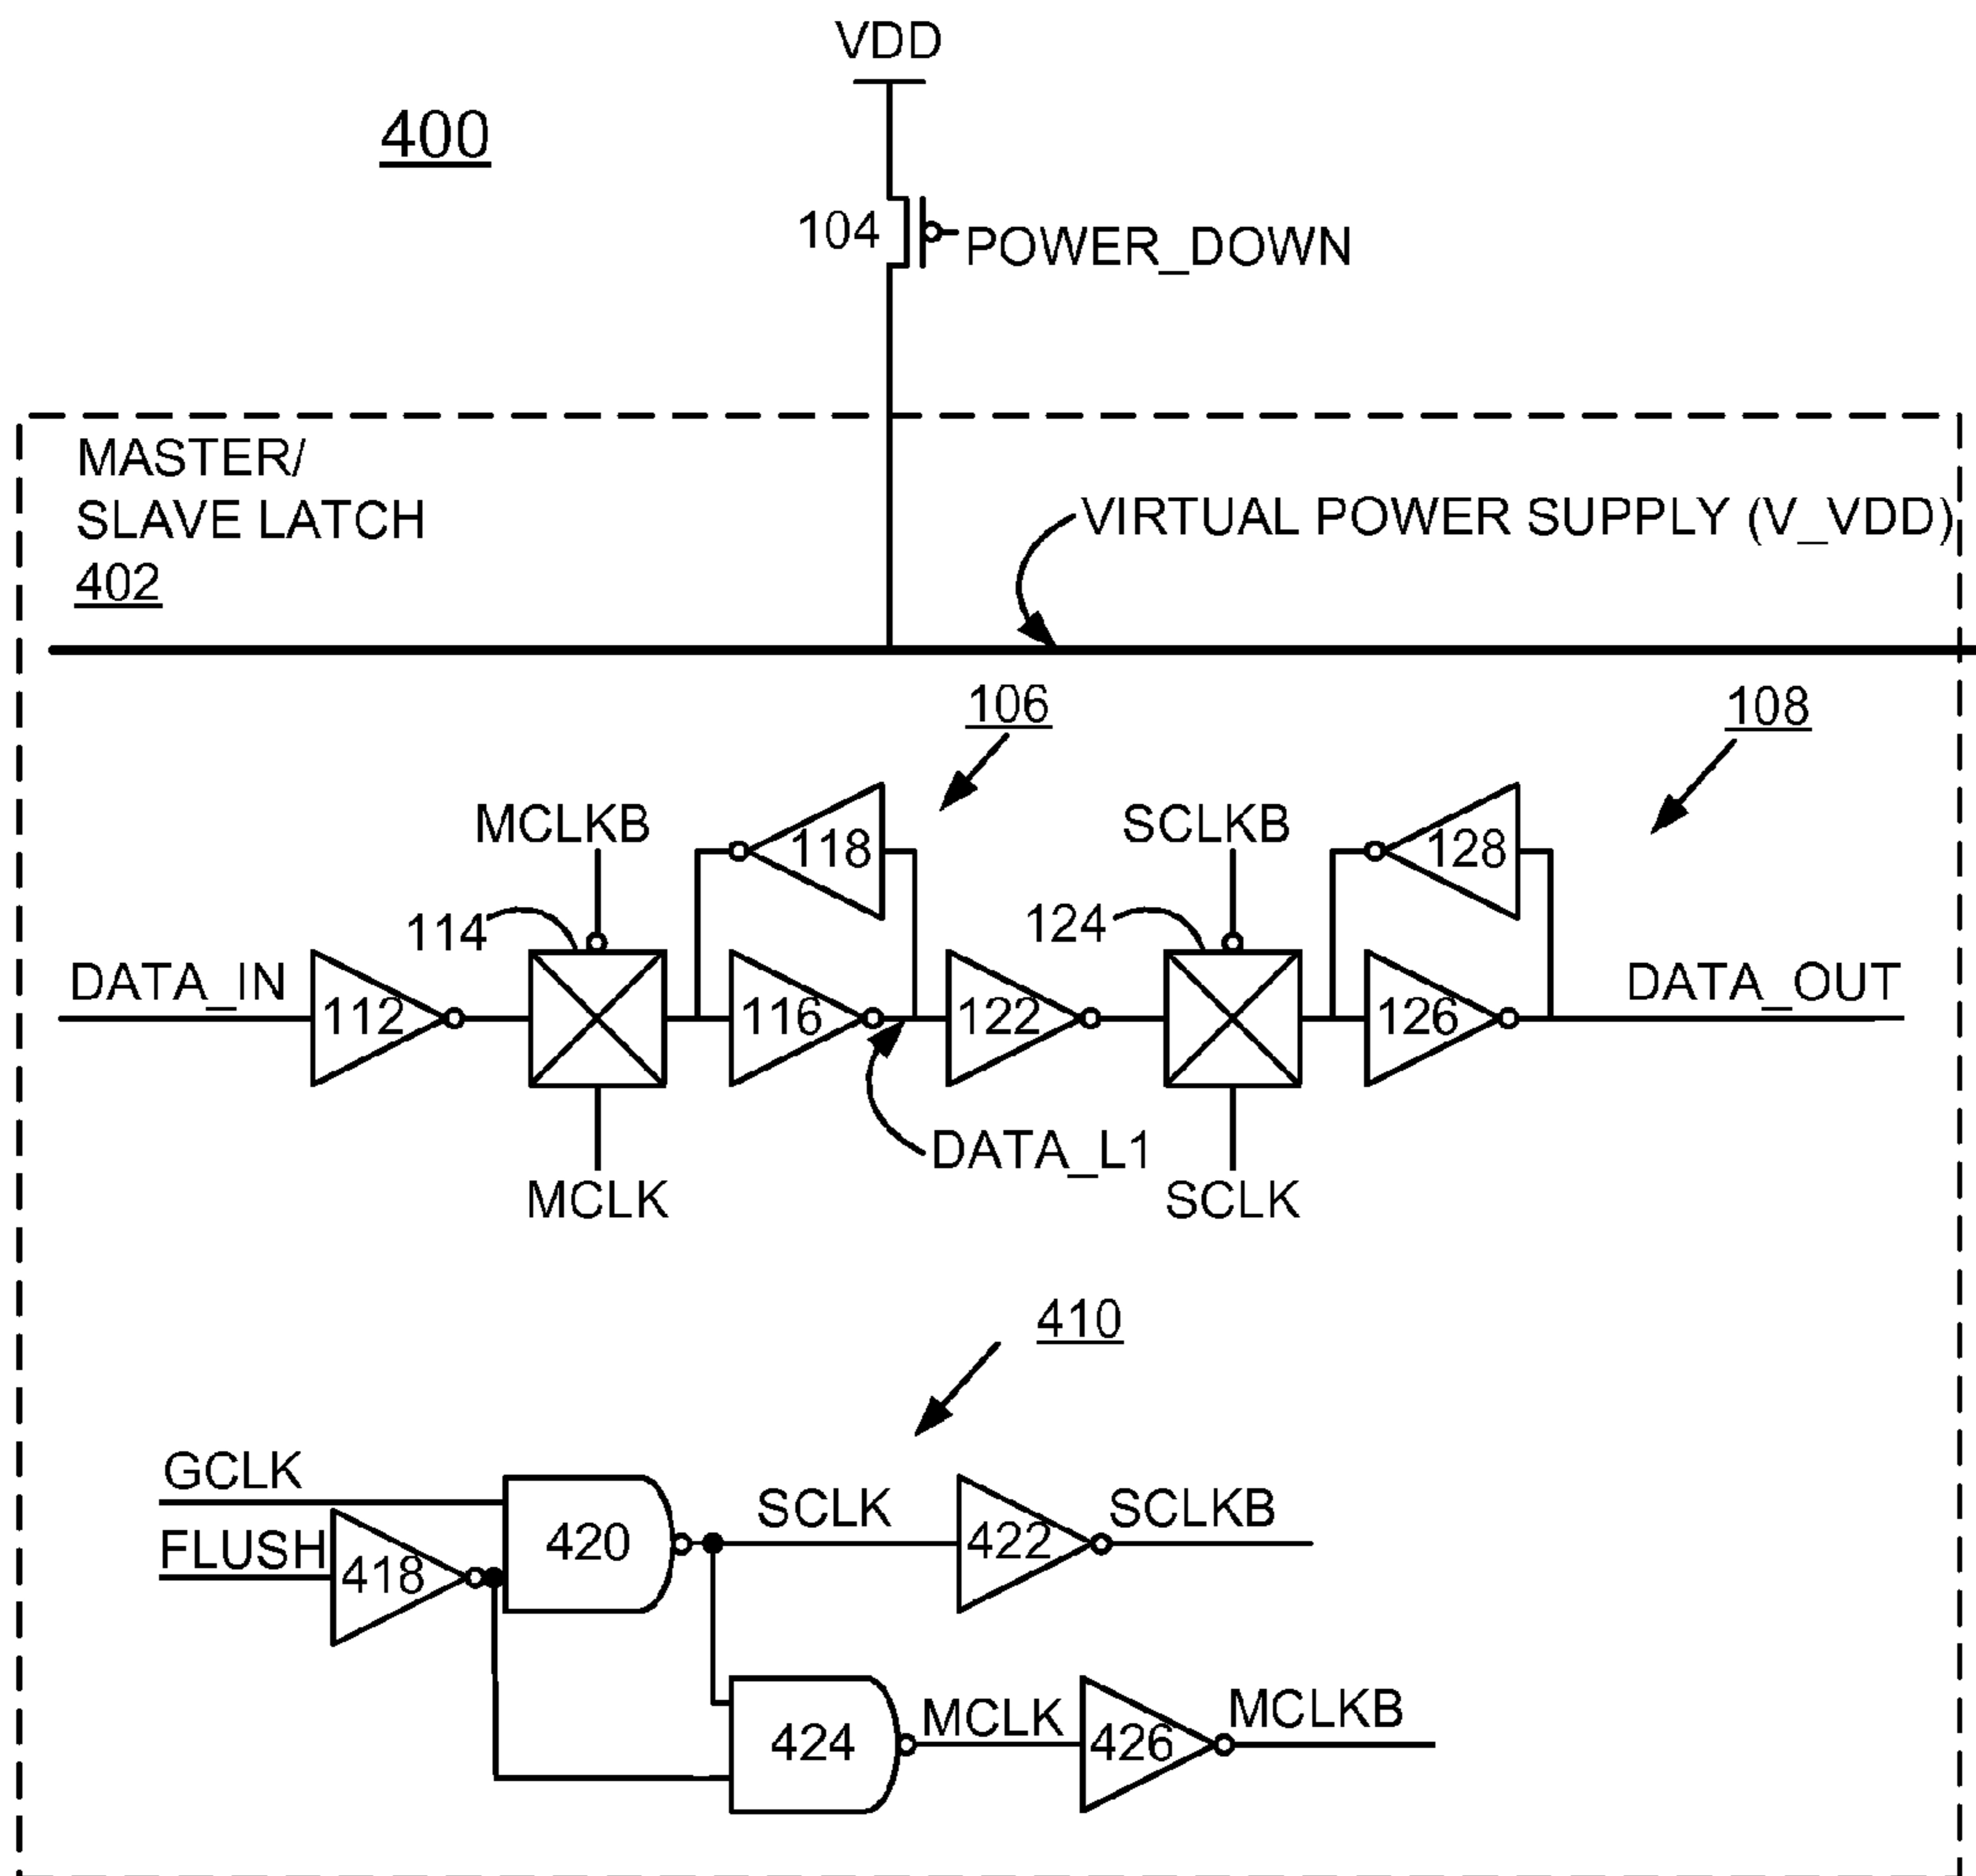 VDD
400
104
POWER_DOWN
MASTER/
SLAVE LATCH
402
VIRTUAL POWER SUPPLY (V_VDD)
106
108
MCLKB
118
SCLKB
128
114
124
DATA_IN
112
116
122
126
DATA_OUT
DATA_L1
MCLK
SCLK
410
GCLK
FLUSH
418
420
SCLK
422
SCLKB
424
MCLK
426
MCLKB